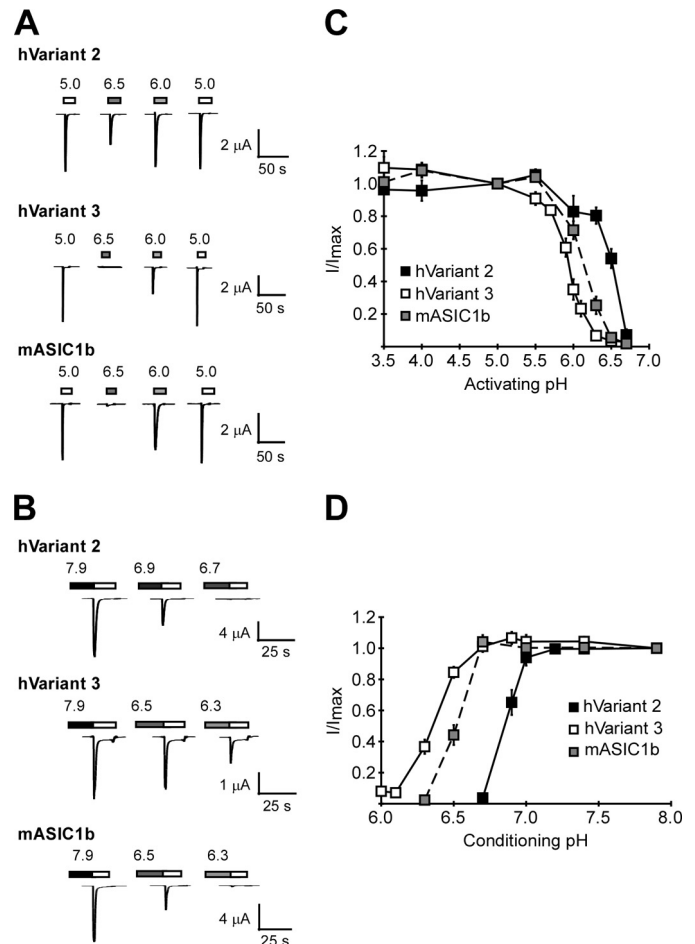 A
hVariant 2
5.0 6.5 6.0 5.0
2 µA
50 s
hVariant 3
5.0 6.5 6.0 5.0
2 µA
50 s
mASIC1b
5.0 6.5 6.0 5.0
2 µA
50 s
B
hVariant 2
7.9 6.9 6.7
4 µA
25 s
hVariant 3
7.9 6.5 6.3
1 µA
25 s
mASIC1b
7.9 6.5 6.3
4 µA
25 s
C
I/Imax
1.2
1.0
0.8
0.6
0.4
0.2
hVariant 2
hVariant 3
mASIC1b
3.5 4.0 4.5 5.0 5.5 6.0 6.5 7.0
Activating pH
D
I/Imax
1.2
1.0
0.8
0.6
0.4
0.2
hVariant 2
hVariant 3
mASIC1b
6.0 6.5 7.0 7.5 8.0
Conditioning pH